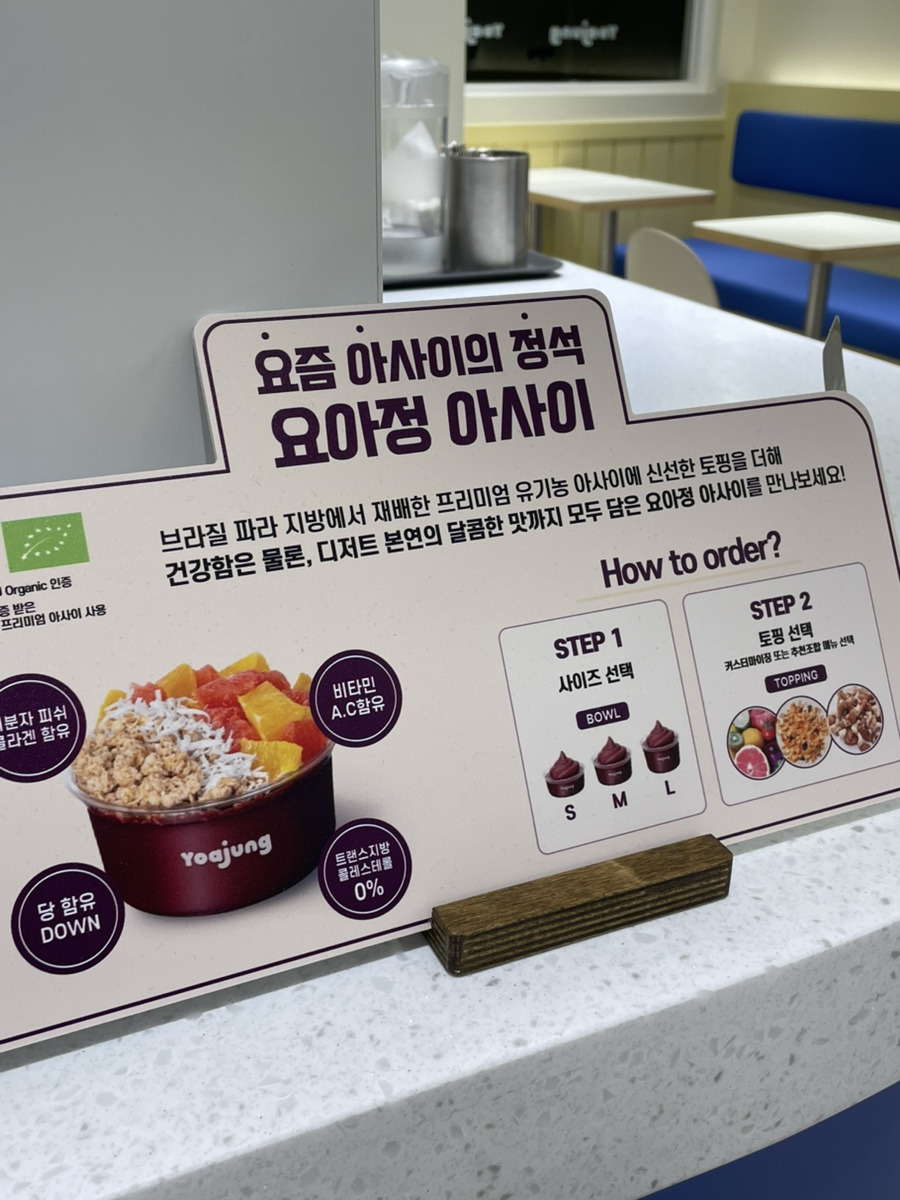 요즘 아사이의 정석
요아정 아사이
브라질 파라 지방에서 재배한 프리미엄 유기농 아사이에 신선한 토핑을 더해
건강함은 물론, 디저트 본연의 달콤한 맛까지 모두 담은 요아정 아사이를 만나보세요!
Organic 인증
받은
프리미엄 아사이 사용
피쉬
함유
비타민
A.C함유
Yoajung
당 함유
DOWN
트랜스지방
콜레스테롤
0%
How to order?
STEP 1
사이즈 선택
BOWL
S M L
STEP 2
토핑 선택
커스터마이징 또는 추천조합 메뉴 선택
TOPPING